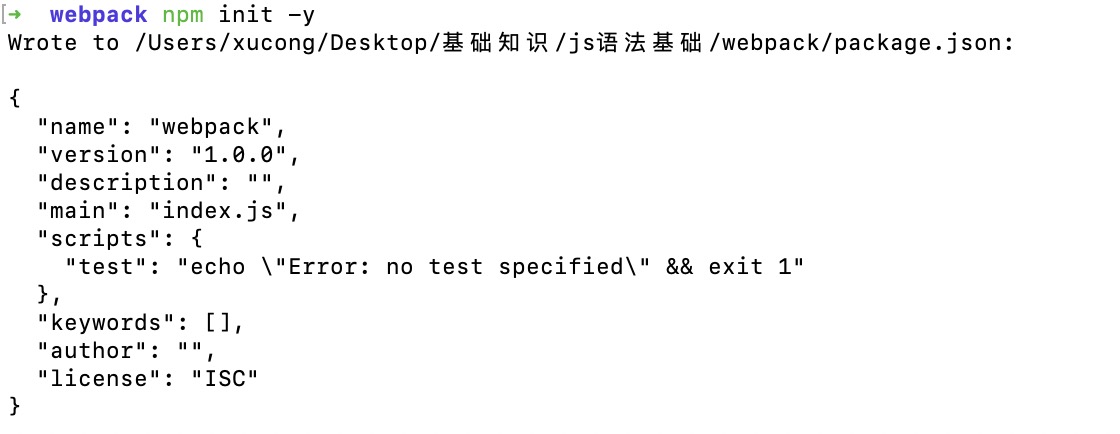 [➜  webpack npm init -y
Wrote to /Users/xucong/Desktop/基础知识/js语法基础/webpack/package.json:

{
  "name": "webpack",
  "version": "1.0.0",
  "description": "",
  "main": "index.js",
  "scripts": {
    "test": "echo \"Error: no test specified\" && exit 1"
  },
  "keywords": [],
  "author": "",
  "license": "ISC"
}